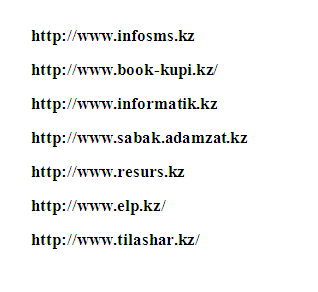 http://www.infosms.kz
http://www.book-kupi.kz/
http://www.informatik.kz
http://www.sabak.adamzat.kz
http://www.resurs.kz
http://www.elp.kz/
http://www.tilashar.kz/